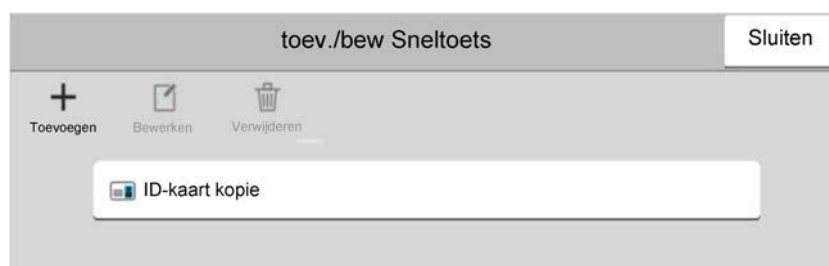 toev./bew Sneltoets
Sluiten
Toevoegen
Bewerken
Verwijderen
ID-kaart kopie